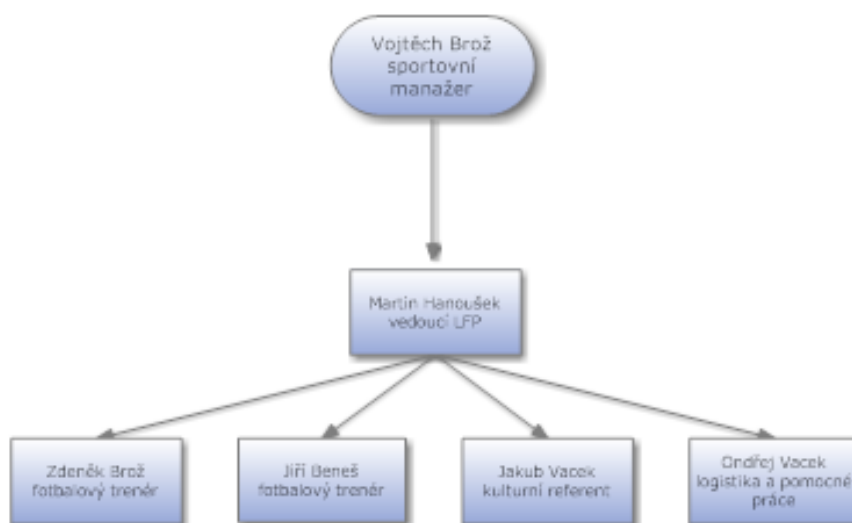 Vojtěch Brož
sportovní
manažer
Martin Hanoušek
vedoucí LFP
Zdeněk Brož
fotbalový trenér
Jiří Beneš
fotbalový trenér
Jakub Vacek
kulturní referent
Ondřej Vacek
logistika a pomocné
práce